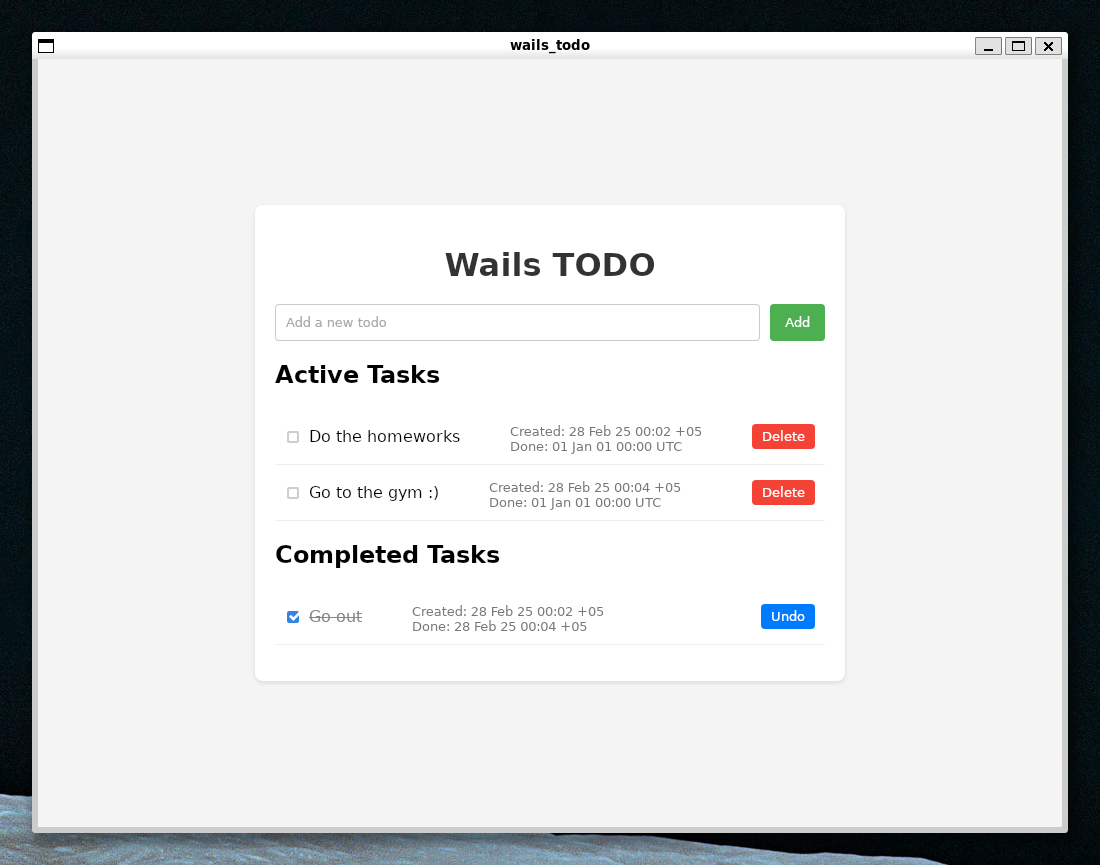 wails_todo
Wails TODO
Add a new todo
Add
Active Tasks
Do the homeworks
Created: 28 Feb 25 00:02 +05
Done: 01 Jan 01 00:00 UTC
Delete
Go to the gym :)
Created: 28 Feb 25 00:04 +05
Done: 01 Jan 01 00:00 UTC
Delete
Completed Tasks
Go out
Created: 28 Feb 25 00:02 +05
Done: 28 Feb 25 00:04 +05
Undo